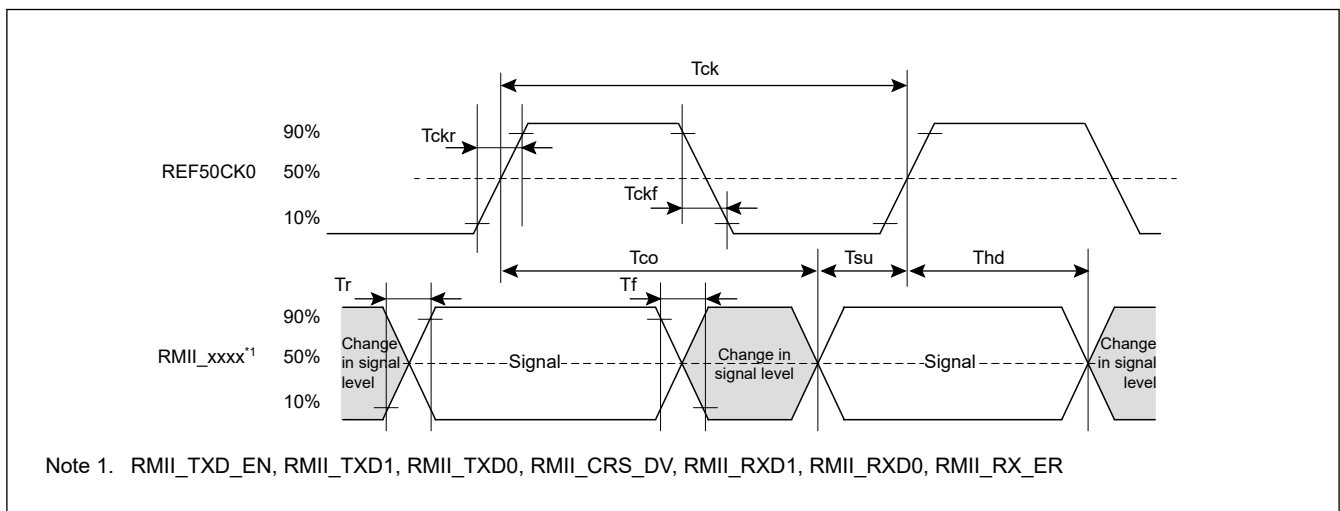 Tck
90%
Tckr
REF50CK0 50%
Tckf
10%
Tco Tsu Thd
Tr Tf
90%
Change
in signal
level
RMII_xxxx*1 50%
Signal
Change in
signal level
Signal
Change in
in signal
level
10%
Note 1. RMII_TXD_EN, RMII_TXD1, RMII_TXD0, RMII_CRS_DV, RMII_RXD1, RMII_RXD0, RMII_RX_ER